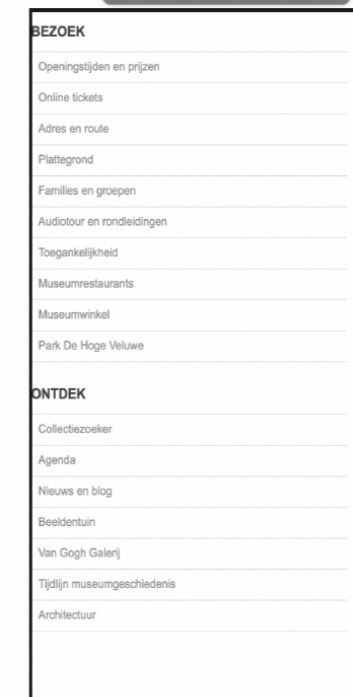 BEZOEK
Openingstijden en prijzen
Online tickets
Adres en route
Plattegrond
Families en groepen
Audiotour en rondleidingen
Toegankelijkheid
Museumrestaurants
Museumwinkel
Park De Hoge Veluwe
ONTDEK
Collectiezoeker
Agenda
Nieuws en blog
Beeldentuin
Van Gogh Galerij
Tijdlijn museumgeschiedenis
Architectuur